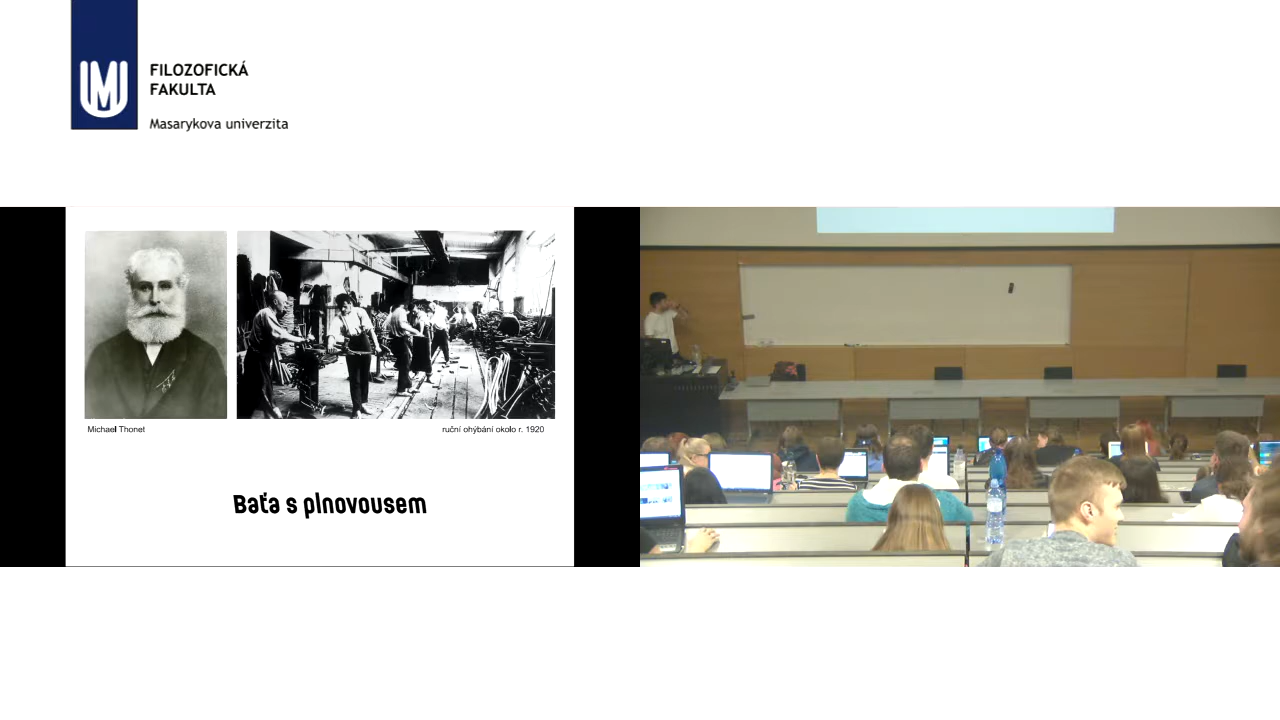 FILOZOFICKÁ
FAKULTA
Masarykova univerzita
Michael Thonet
ruční ohýbání okolo r. 1920
Baťa s plnovousem